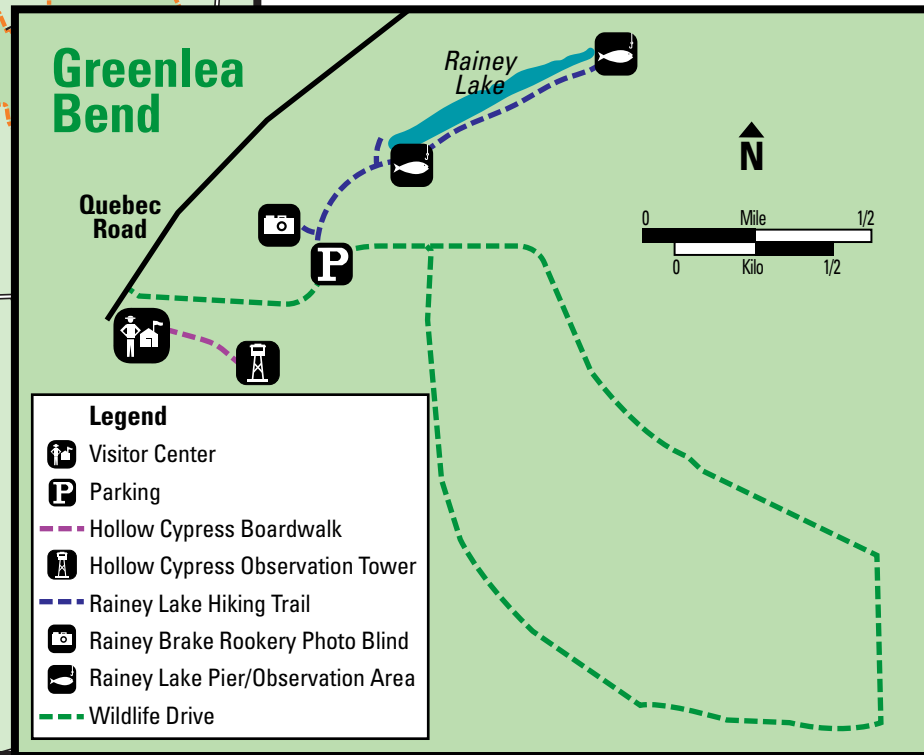 Greenlea
Bend
Rainey
Lake
N
Quebec
Road
0 Mile 1/2
0 Kilo 1/2
P
Legend
Visitor Center
P Parking
Hollow Cypress Boardwalk
Hollow Cypress Observation Tower
Rainey Lake Hiking Trail
Rainey Brake Rookery Photo Blind
Rainey Lake Pier/Observation Area
Wildlife Drive